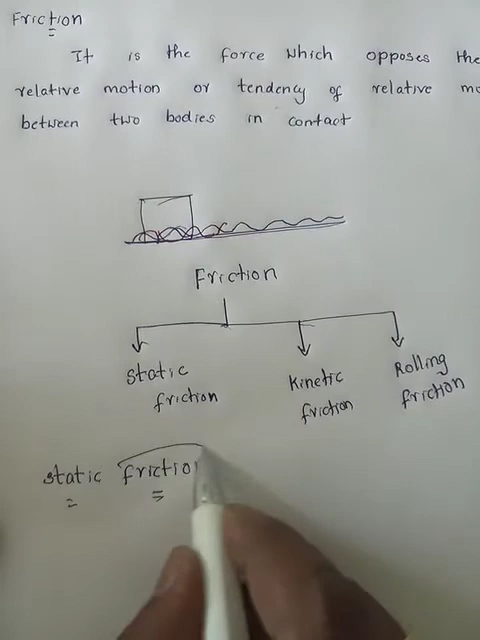 Friction
It is the force which opposes the
relative motion or tendency of relative
between two bodies in contact
Friction
static
friction
Kinetic
friction
Rolling
friction
static frictio